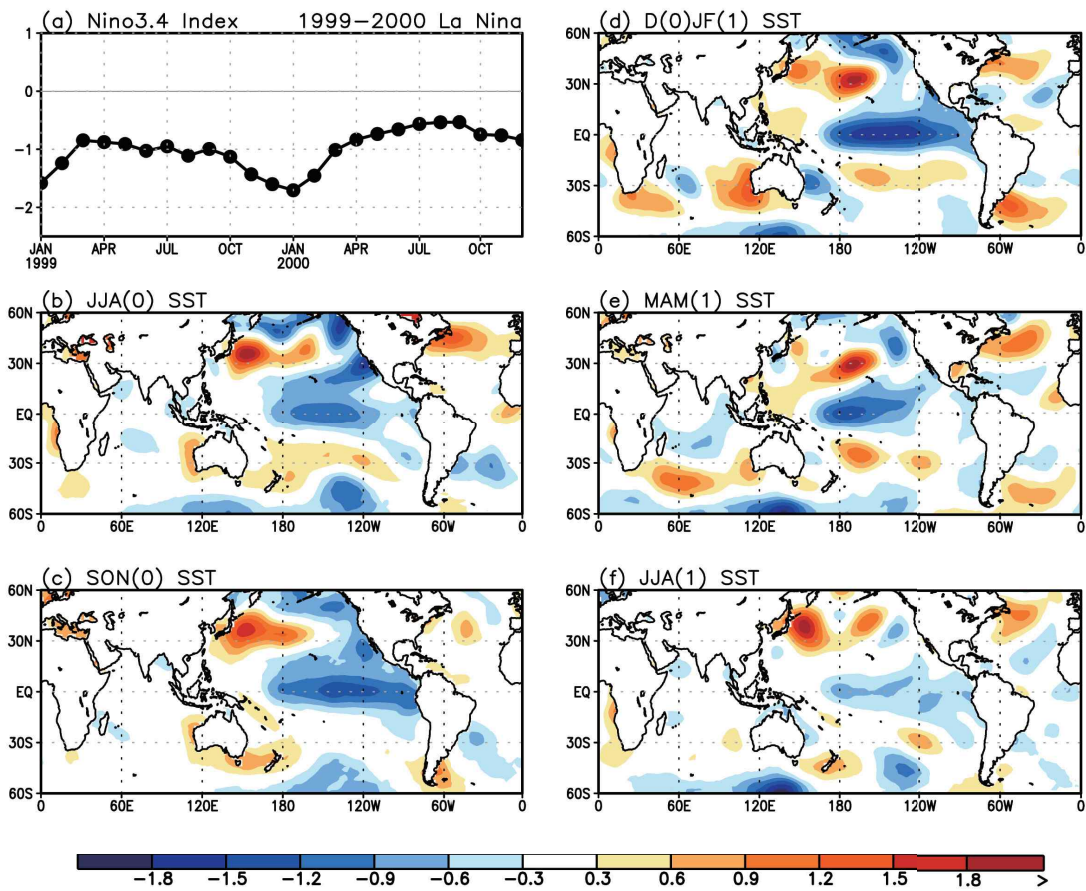 (a) Nino3.4 Index 1999−2000 La Nina
1
0
−1
−2
JAN APR JUL OCT JAN APR JUL OCT
1999 2000
(b) JJA(0) SST
60N
30N
EQ
30S
60S
0 60E 120E 180 120W 60W 0
(c) SON(0) SST
60N
30N
EQ
30S
60S
0 60E 120E 180 120W 60W 0
(d) D(0)JF(1) SST
60N
30N
EQ
30S
60S
0 60E 120E 180 120W 60W 0
(e) MAM(1) SST
60N
30N
EQ
30S
60S
0 60E 120E 180 120W 60W 0
(f) JJA(1) SST
60N
30N
EQ
30S
60S
0 60E 120E 180 120W 60W 0
−1.8 −1.5 −1.2 −0.9 −0.6 −0.3 0.3 0.6 0.9 1.2 1.5 1.8 >